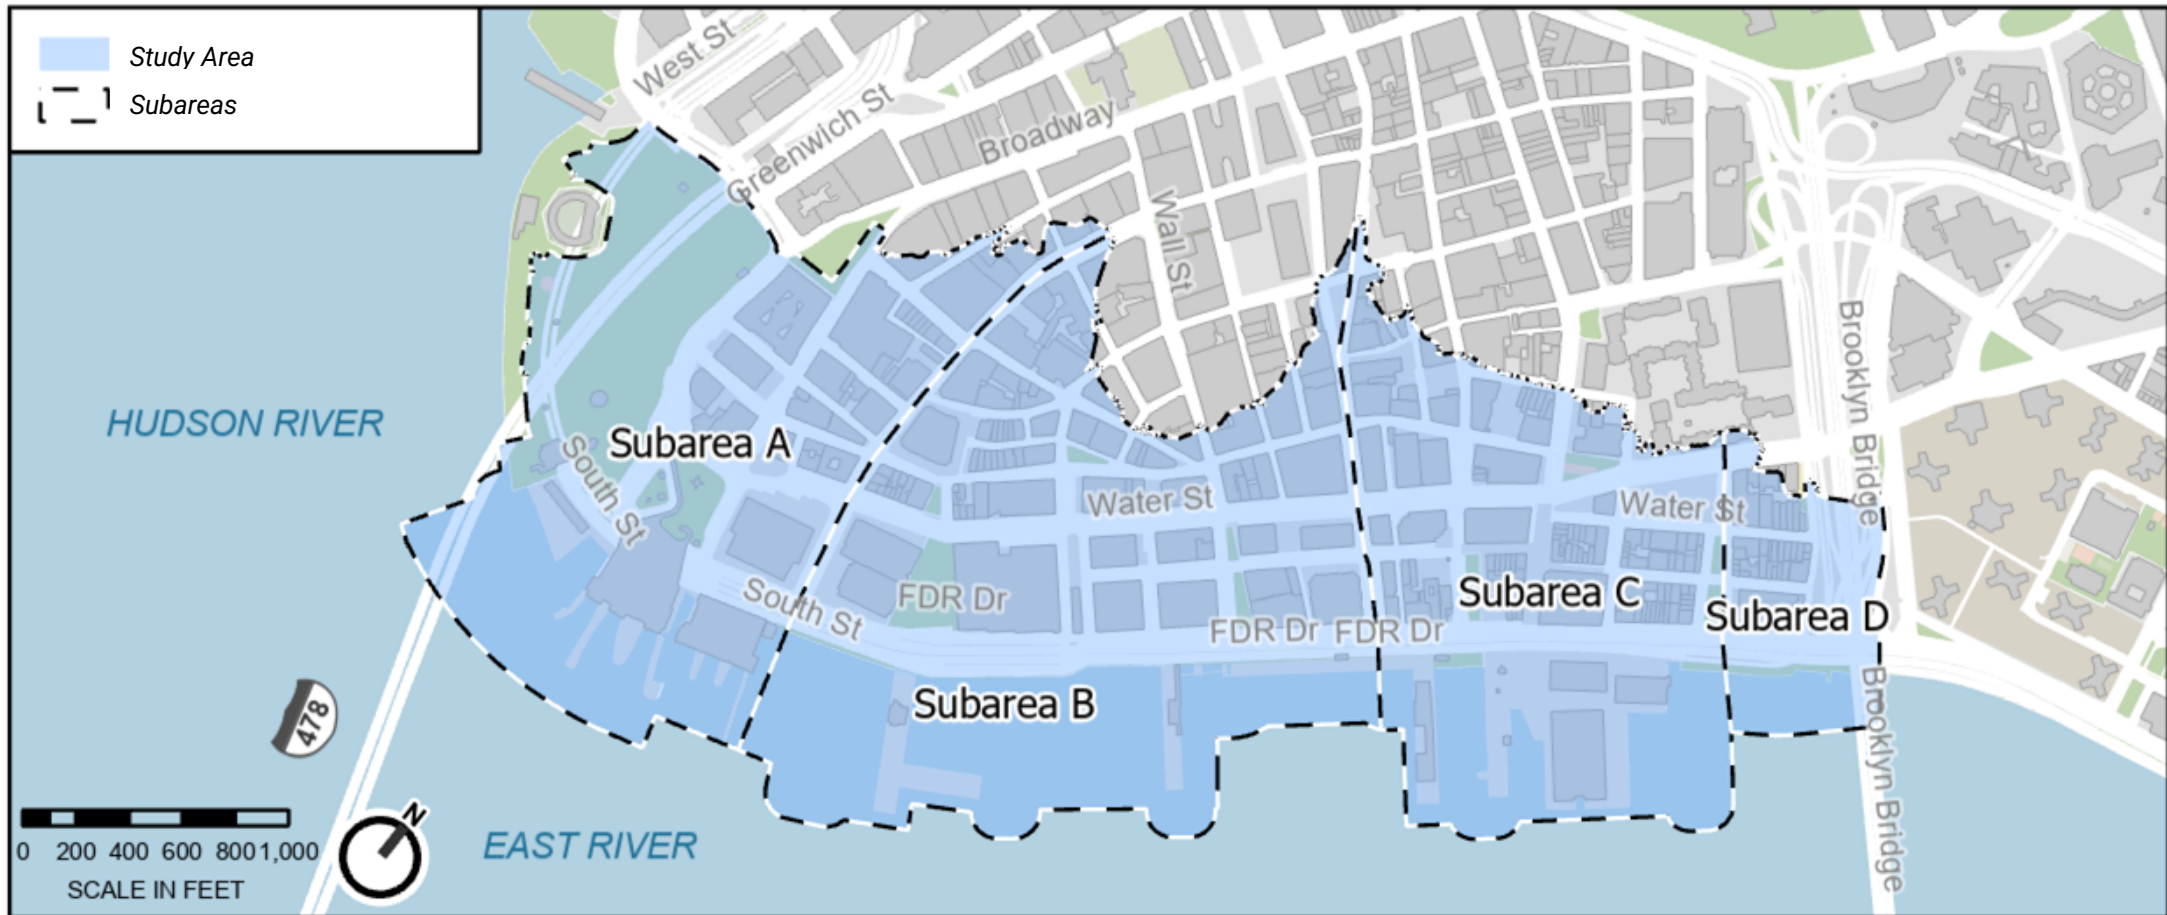 Study Area
Subareas
West St
Greenwich St
Broadway
Wall St
Brooklyn Bridge
HUDSON RIVER
Subarea A
South St
Water St
Water St
Subarea C
FDR Dr
South St
Subarea D
FDR Dr
FDR Dr
Subarea B
478
Brooklyn Bridge
N
0 200 400 600 800 1,000
EAST RIVER
SCALE IN FEET